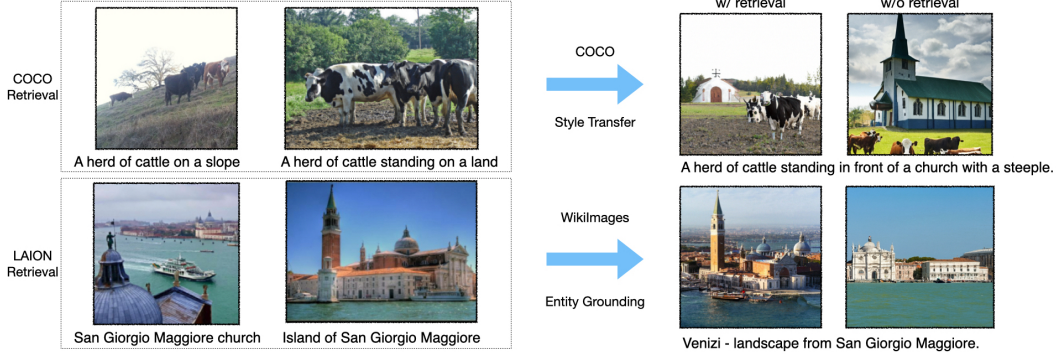 w/ retrieval
w/o retrieval
COCO
Retrieval
COCO
Style Transfer
A herd of cattle on a slope
A herd of cattle standing on a land
A herd of cattle standing in front of a church with a steeple.
LAION
Retrieval
WikiImages
Entity Grounding
San Giorgio Maggiore church
Island of San Giorgio Maggiore
Venizi - landscape from San Giorgio Maggiore.